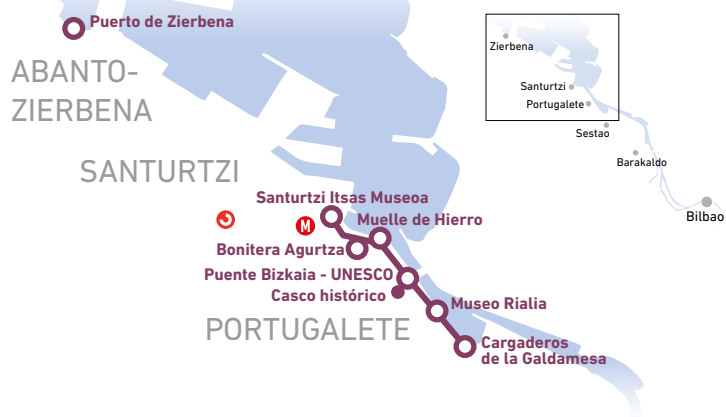 Puerto de Zierbena
ABANTO-
ZIERBENA
SANTURTZI
Santurtzi Itsas Museoa
Muelle de Hierro
M
Bonitera Agurtza
Puente Bizkaia - UNESCO
Casco histórico
Museo Rialia
PORTUGALETE
Cargaderos
de la Galdamesa
Zierbena
Santurtzi
Portugalete
Sestao
Barakaldo
Bilbao